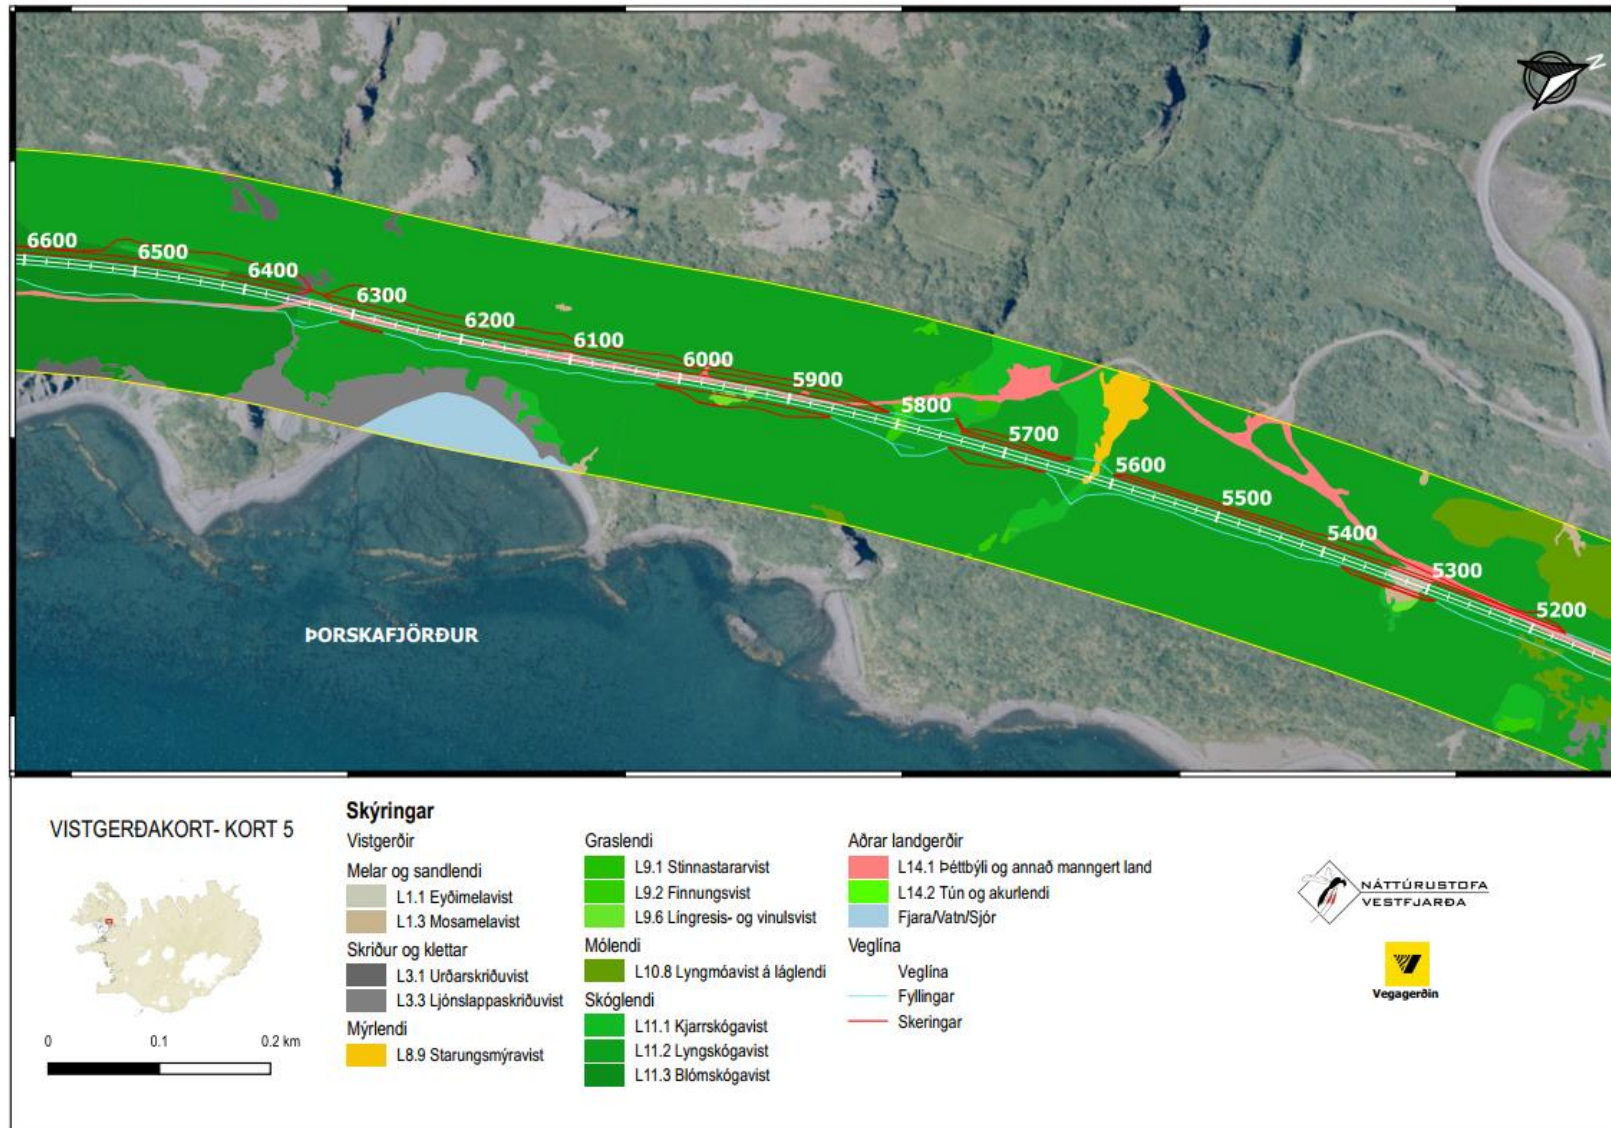 N
6600
6500
6400
6300
6200
6100
6000
5900
5800
5700
5600
5500
5400
5300
5200
ÞORSKAFJÖRÐUR
VISTGERÐAKORT- KORT 5
0 0.1 0.2 km
Skýringar
Vistgerðir
Melar og sandlendi
L1.1 Eyðimelavist
L1.3 Mosamelavist
Skriður og klettar
L3.1 Urðarskriðuvist
L3.3 Ljónslappaskriðuvist
Mýrlendi
L8.9 Starungsmýravist
Graslendi
L9.1 Stinnastararvist
L9.2 Finnungsvist
L9.6 Língresis- og vinulsvist
Mólendi
L10.8 Lyngmóavist á láglendi
Skóglendi
L11.1 Kjarrskógavist
L11.2 Lyngskógavist
L11.3 Blómskógavist
Aðrar landgerðir
L14.1 Þéttbýli og annað manngert land
L14.2 Tún og akurlendi
Fjara/Vatn/Sjór
Veglína
Veglína
Fyllingar
Skeringar
NÁTTÚRUSTOFA
VESTFJARÐA
Vegagerðin